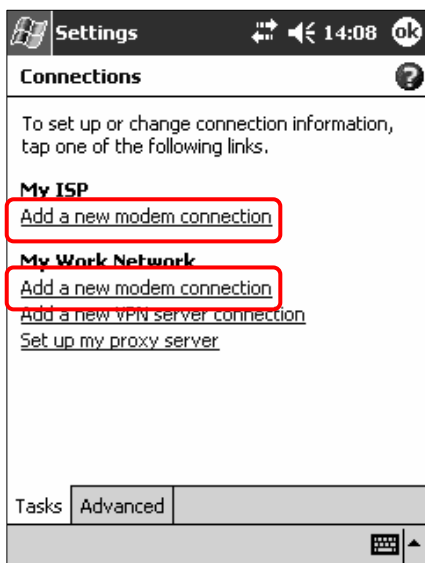 Settings 14:08 ok
Connections ?
To set up or change connection information,
tap one of the following links.
My ISP
Add a new modem connection
My Work Network
Add a new modem connection
Add a new VPN server connection
Set up my proxy server
Tasks Advanced